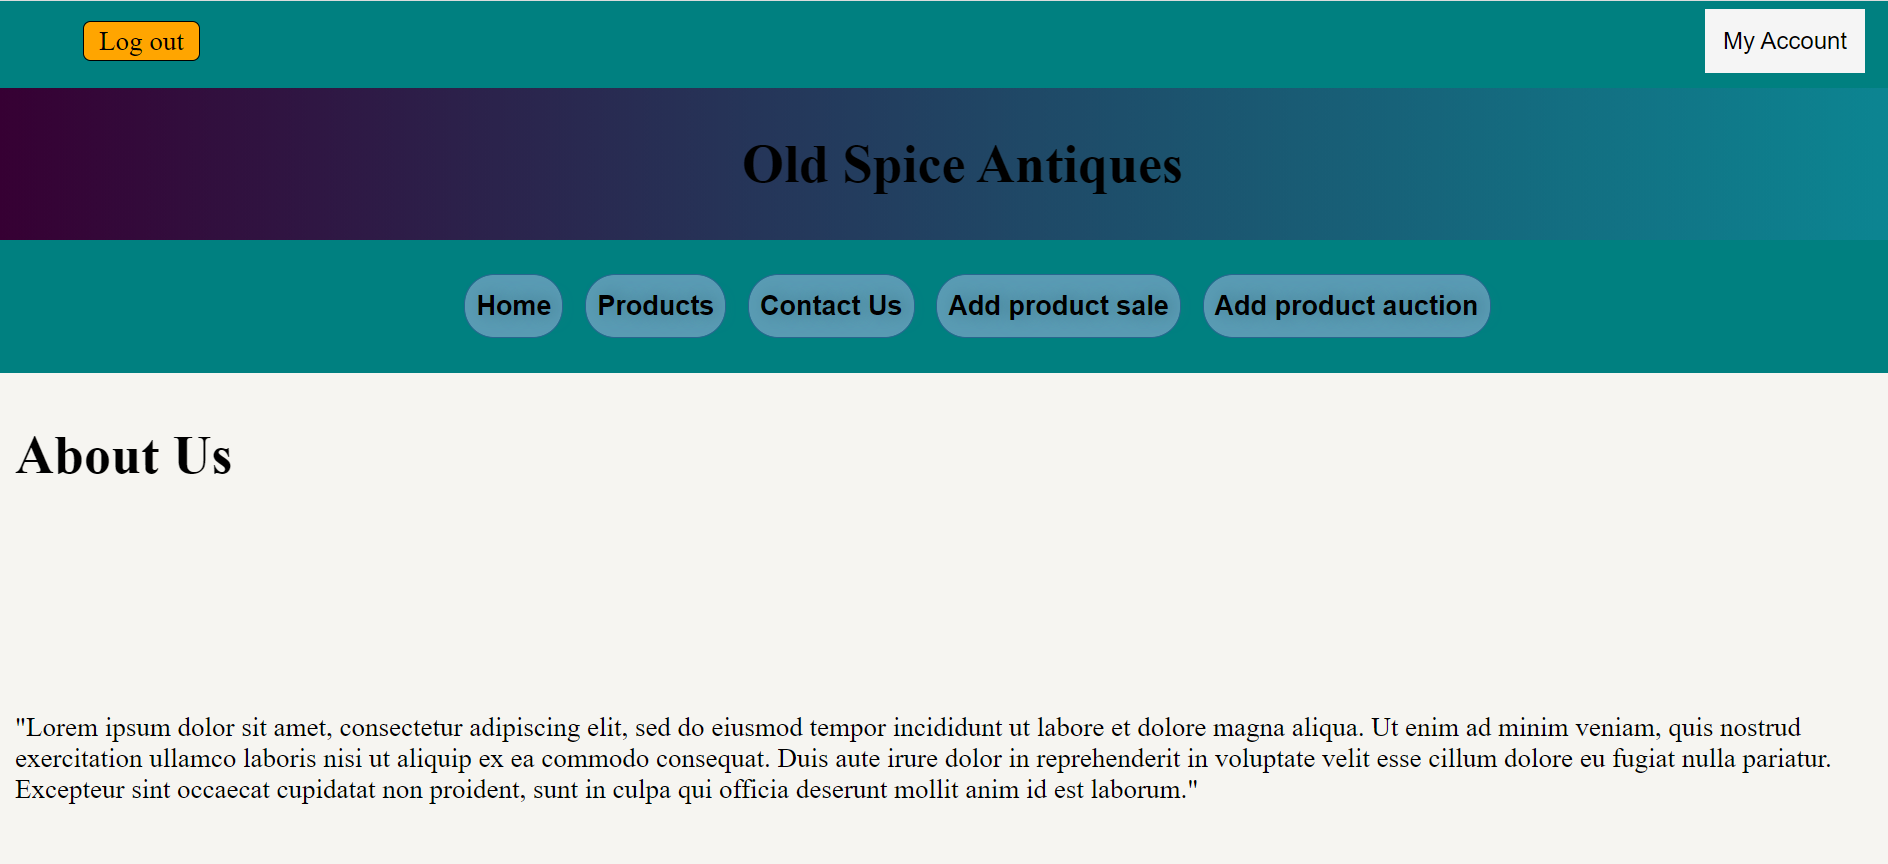 Log out
My Account
Old Spice Antiques
Home
Products
Contact Us
Add product sale
Add product auction
About Us
"Lorem ipsum dolor sit amet, consectetur adipiscing elit, sed do eiusmod tempor incididunt ut labore et dolore magna aliqua. Ut enim ad minim veniam, quis nostrud
exercitation ullamco laboris nisi ut aliquip ex ea commodo consequat. Duis aute irure dolor in reprehenderit in voluptate velit esse cillum dolore eu fugiat nulla pariatur.
Excepteur sint occaecat cupidatat non proident, sunt in culpa qui officia deserunt mollit anim id est laborum."